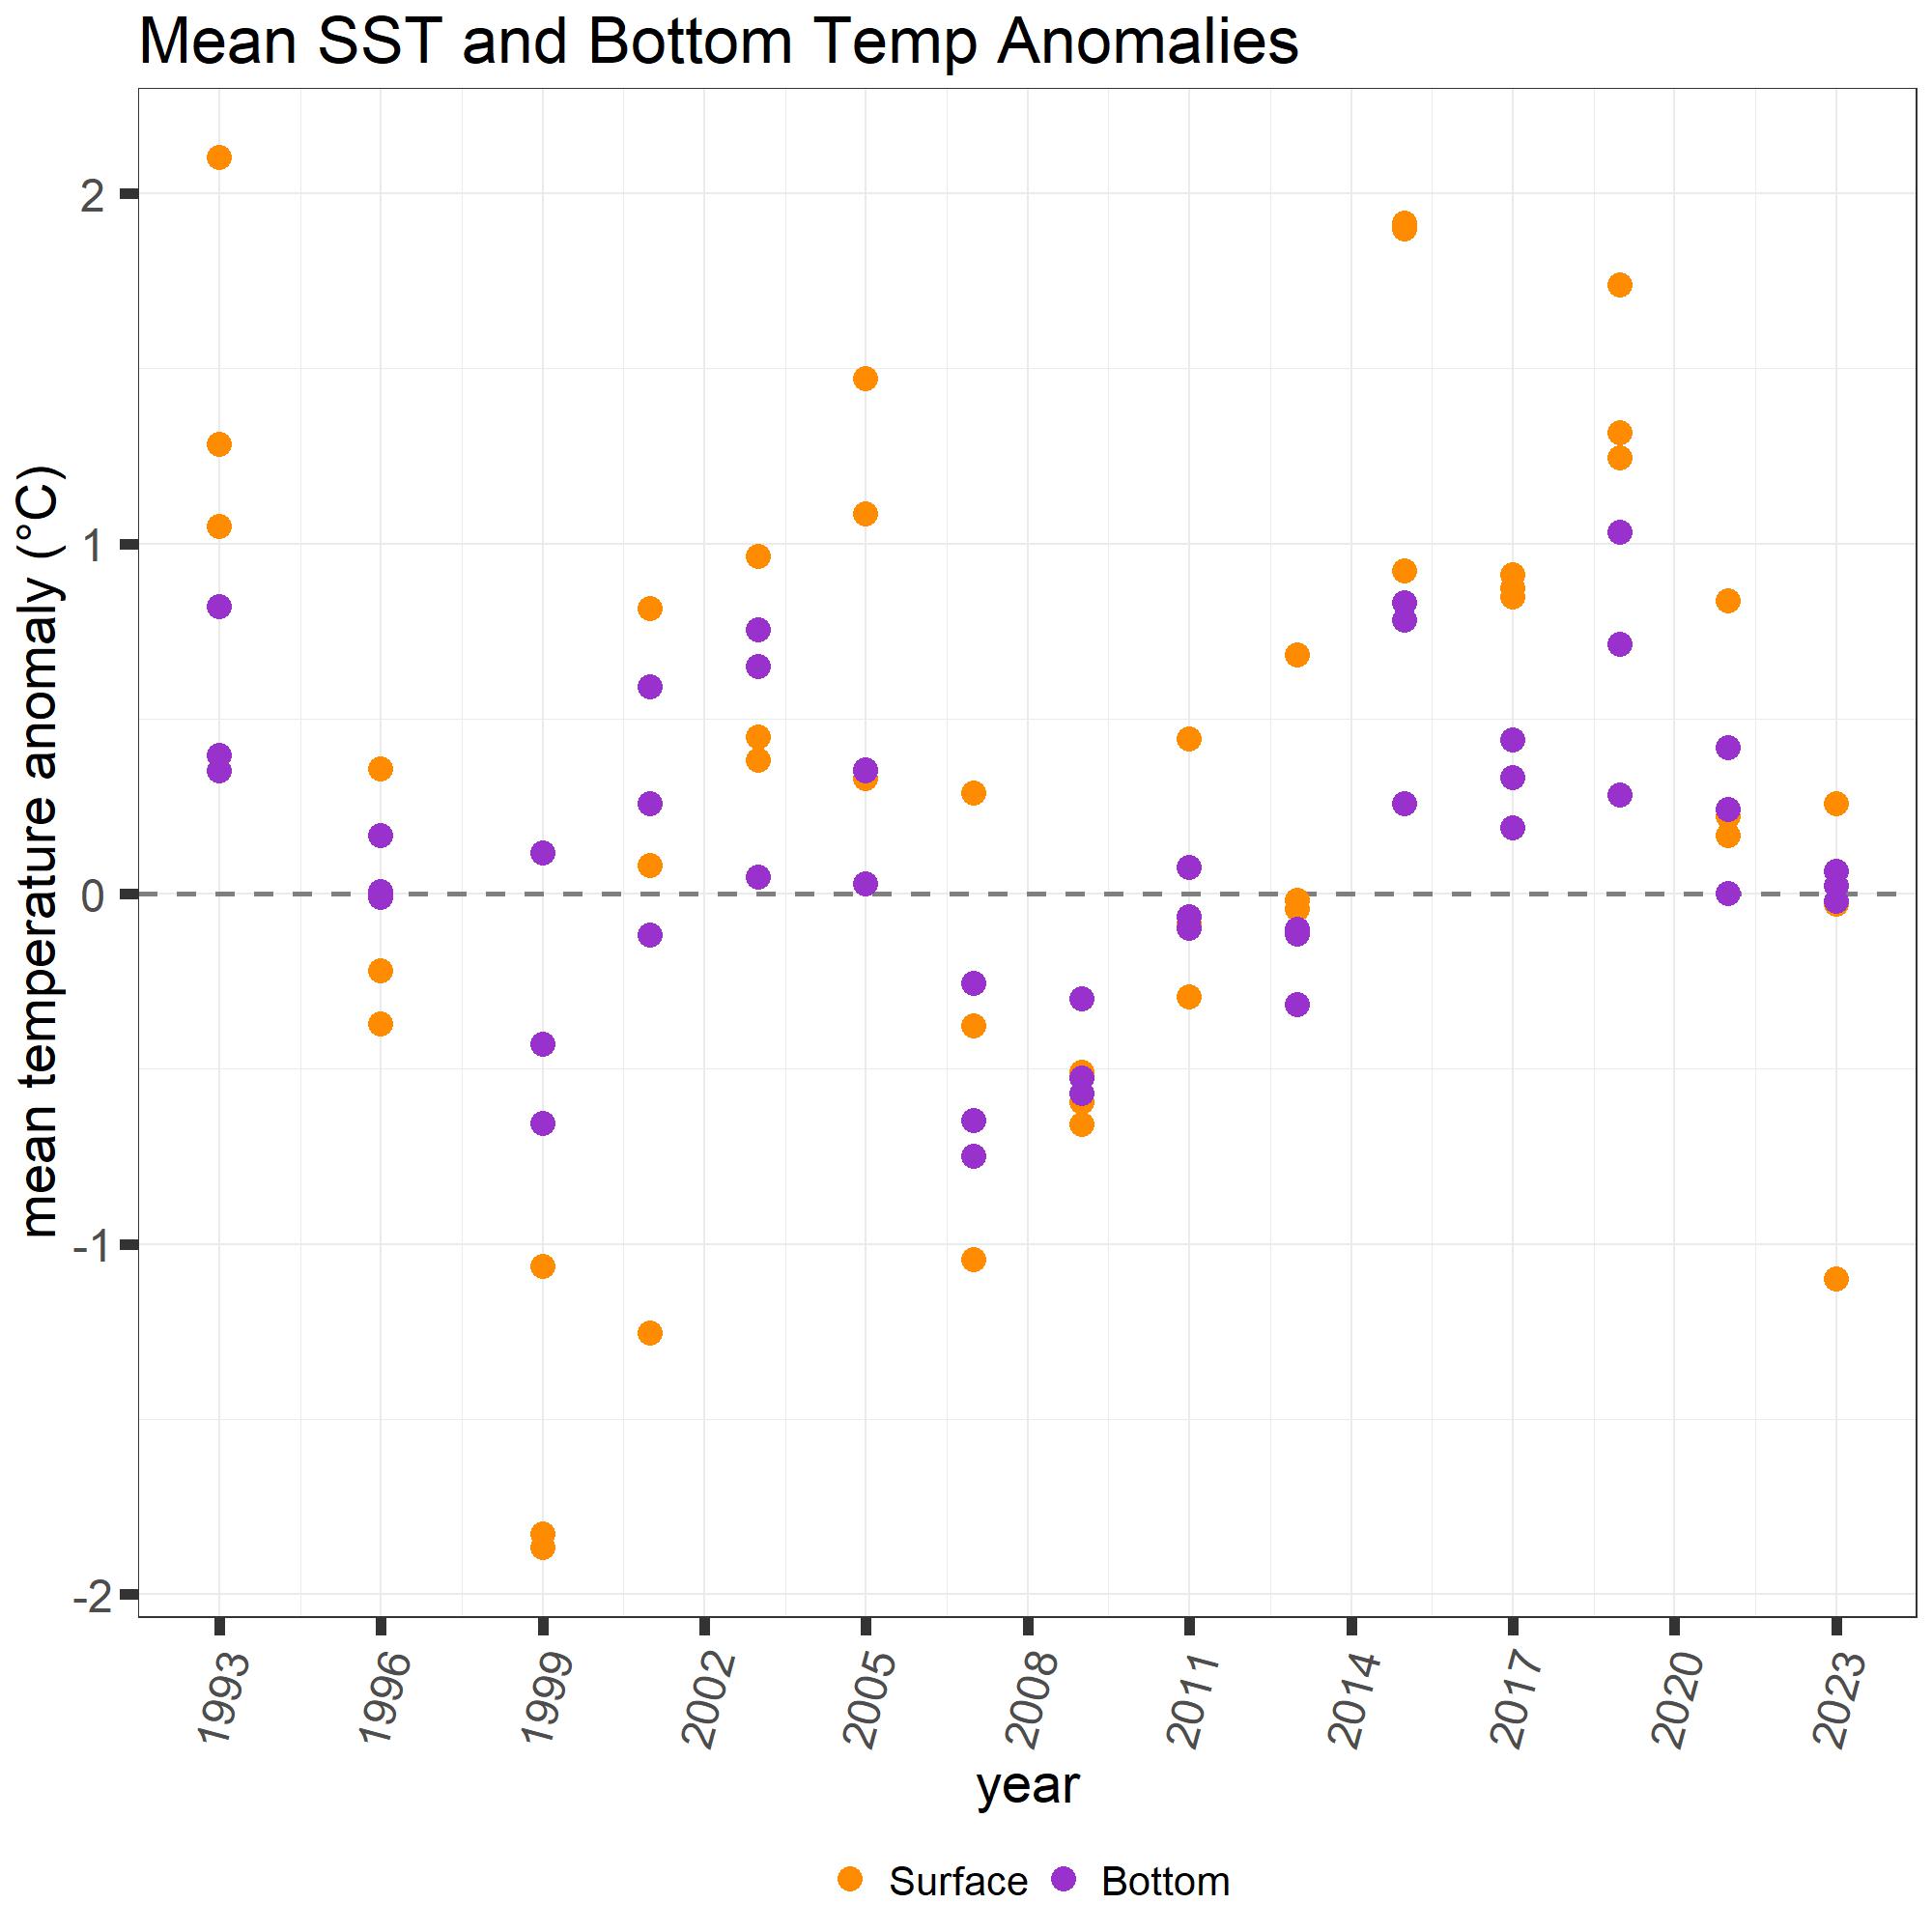 Mean SST and Bottom Temp Anomalies
mean temperature anomaly (°C)
2
1
0
-1
-2
1993 1996 1999 2002 2005 2008 2011 2014 2017 2020 2023
year
Surface Bottom